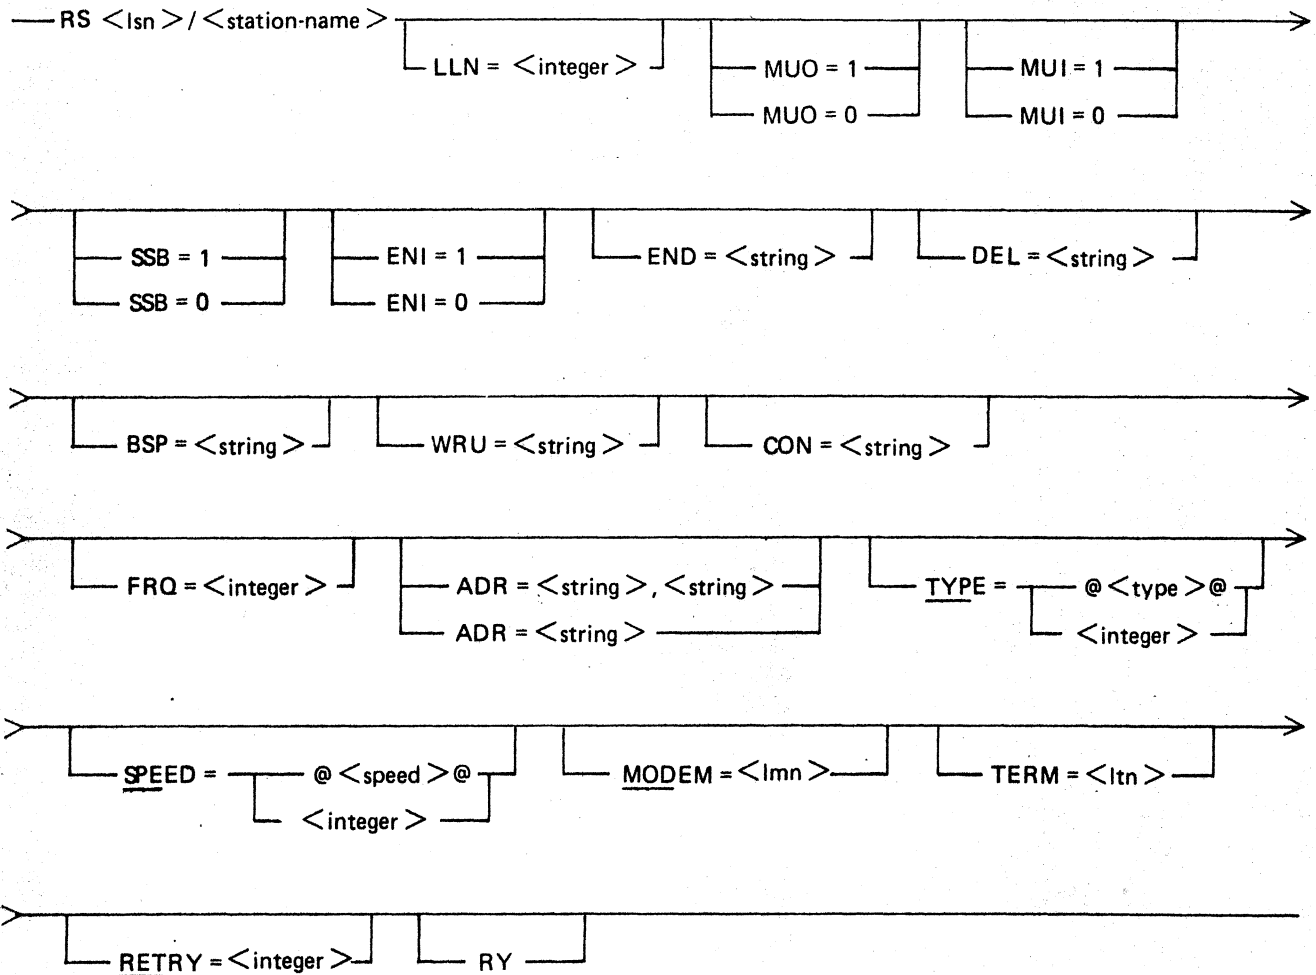 RS <lsn>/<station-name>
LLN = <integer> MUO = 1 MUI = 1
MUO = 0 MUI = 0
SSB = 1 ENI = 1 END = <string> DEL = <string>
SSB = 0 ENI = 0
BSP = <string> WRU = <string> CON = <string>
FRQ = <integer> ADR = <string>, <string> TYPE = @ <type> @
ADR = <string> <integer>
SPEED = @ <speed> @ MODEM = <lmn> TERM = <ltn>
<integer>
RETRY = <integer> RY